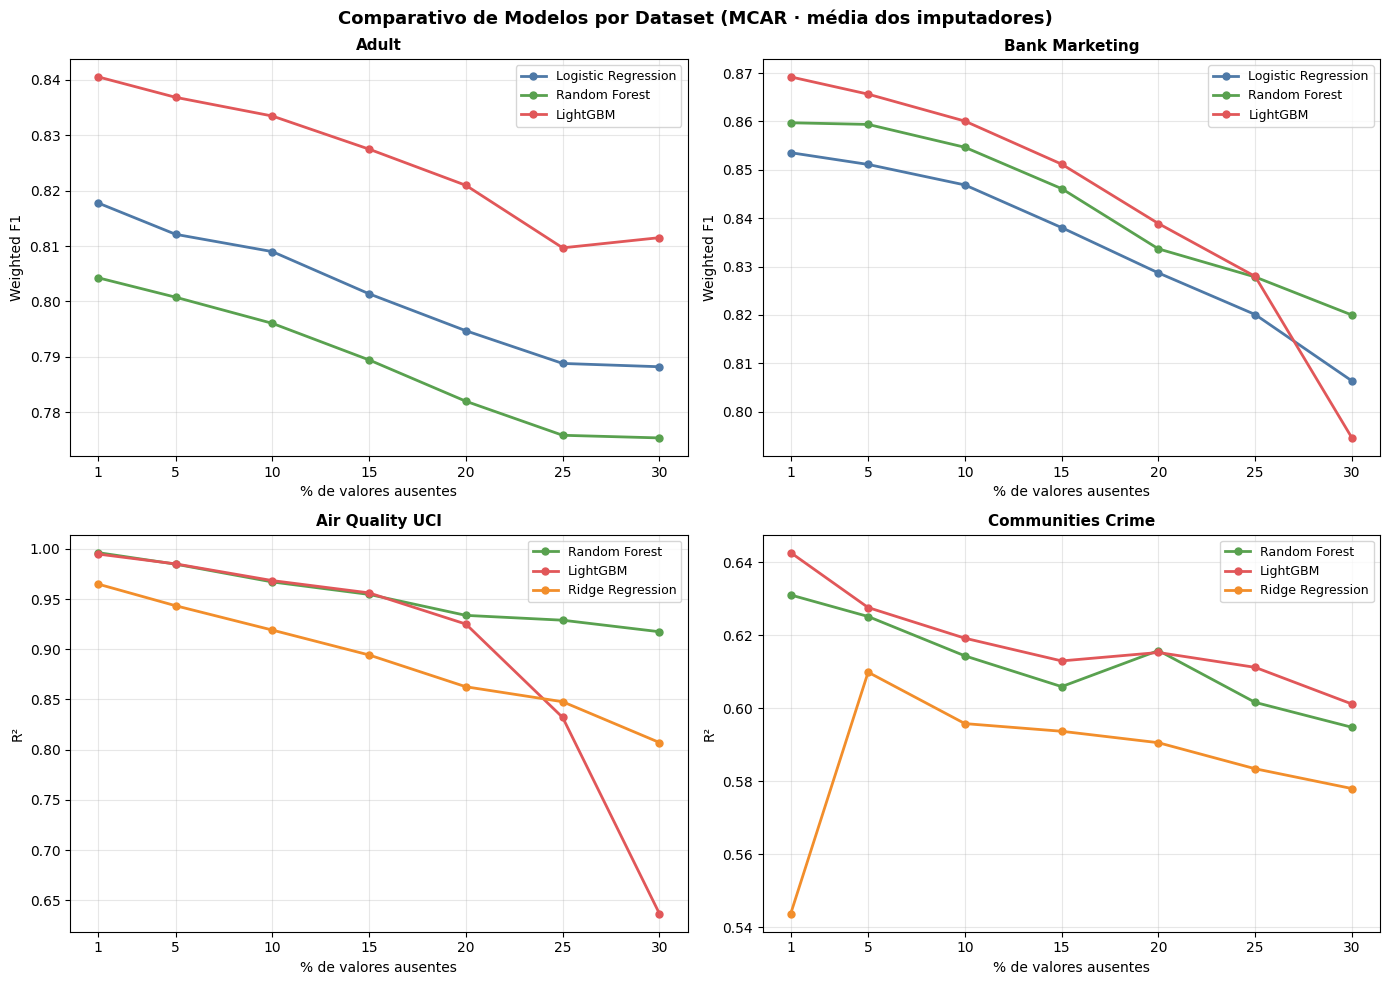 Comparativo de Modelos por Dataset (MCAR · média dos imputadores)
Adult
Weighted F1
0.84
0.83
0.82
0.81
0.80
0.79
0.78
Logistic Regression
Random Forest
LightGBM
1 5 10 15 20 25 30
% de valores ausentes
Bank Marketing
Weighted F1
0.87
0.86
0.85
0.84
0.83
0.82
0.81
0.80
Logistic Regression
Random Forest
LightGBM
1 5 10 15 20 25 30
% de valores ausentes
Air Quality UCI
R²
1.00
0.95
0.90
0.85
0.80
0.75
0.70
0.65
Random Forest
LightGBM
Ridge Regression
1 5 10 15 20 25 30
% de valores ausentes
Communities Crime
R²
0.64
0.62
0.60
0.58
0.56
0.54
Random Forest
LightGBM
Ridge Regression
1 5 10 15 20 25 30
% de valores ausentes